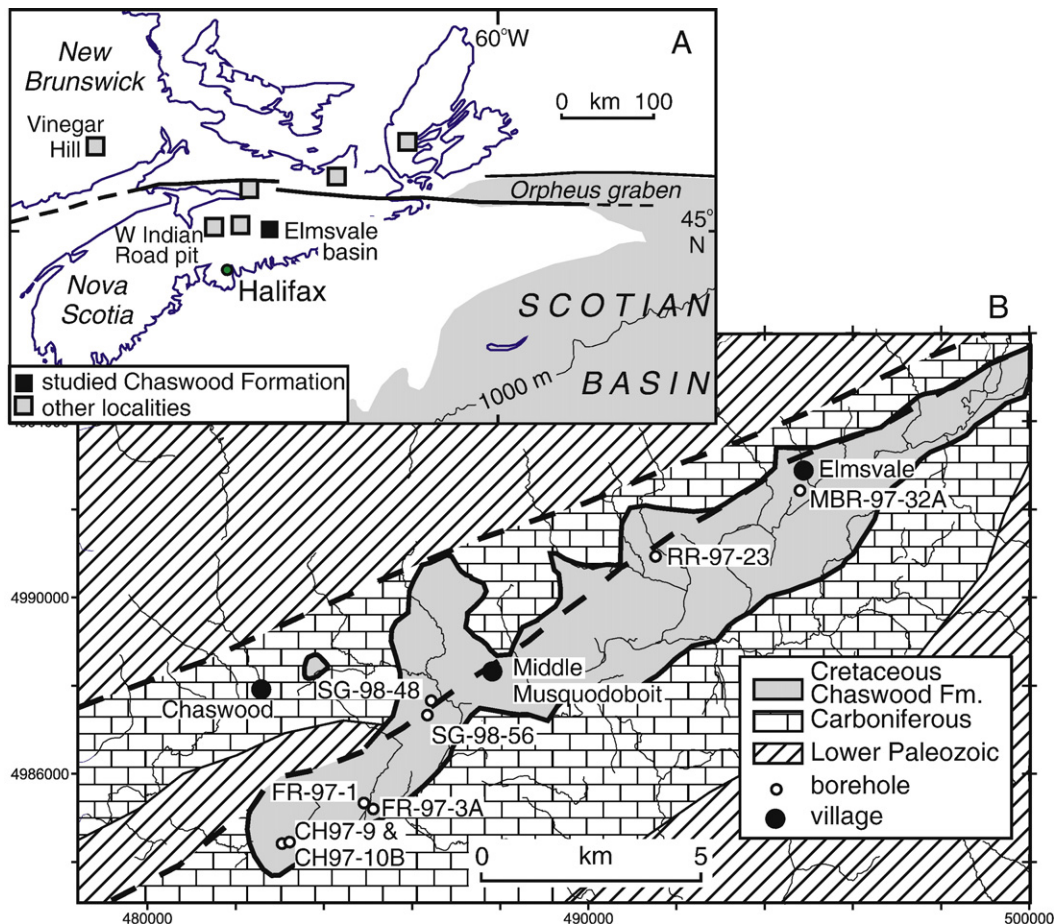 60°W
A
New
Brunswick
0 km 100
Vinegar
Hill
Orpheus graben
45°
N
W Indian
Road pit
Elmsvale
basin
Nova
Scotia
Halifax
SCOTIAN
BASIN
1000 m
studied Chaswood Formation
other localities
B
Elmsvale
MBR-97-32A
RR-97-23
4990000
Middle
Musquodoboit
SG-98-48
Chaswood
SG-98-56
4986000
FR-97-1
FR-97-3A
CH97-9 &
CH97-10B
0 km 5
Cretaceous
Chaswood Fm.
Carboniferous
Lower Paleozoic
borehole
village
480000
490000
500000